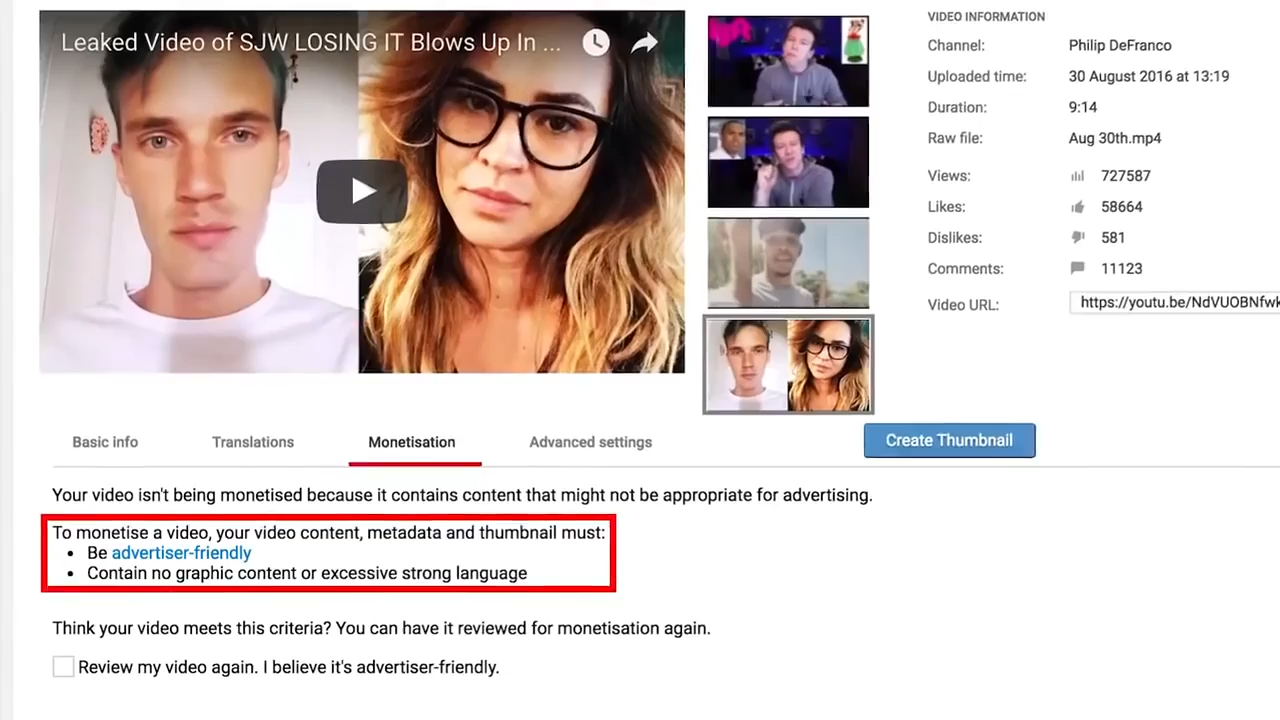 Leaked Video of SJW LOSING IT Blows Up In ...
VIDEO INFORMATION
Channel: Philip DeFranco
Uploaded time: 30 August 2016 at 13:19
Duration: 9:14
Raw file: Aug 30th.mp4
Views: 727587
Likes: 58664
Dislikes: 581
Comments: 11123
Video URL: https://youtu.be/NdVUOBNfwk
Basic info Translations Monetisation Advanced settings Create Thumbnail
Your video isn't being monetised because it contains content that might not be appropriate for advertising.
To monetise a video, your video content, metadata and thumbnail must:
• Be advertiser-friendly
• Contain no graphic content or excessive strong language
Think your video meets this criteria? You can have it reviewed for monetisation again.
Review my video again. I believe it's advertiser-friendly.